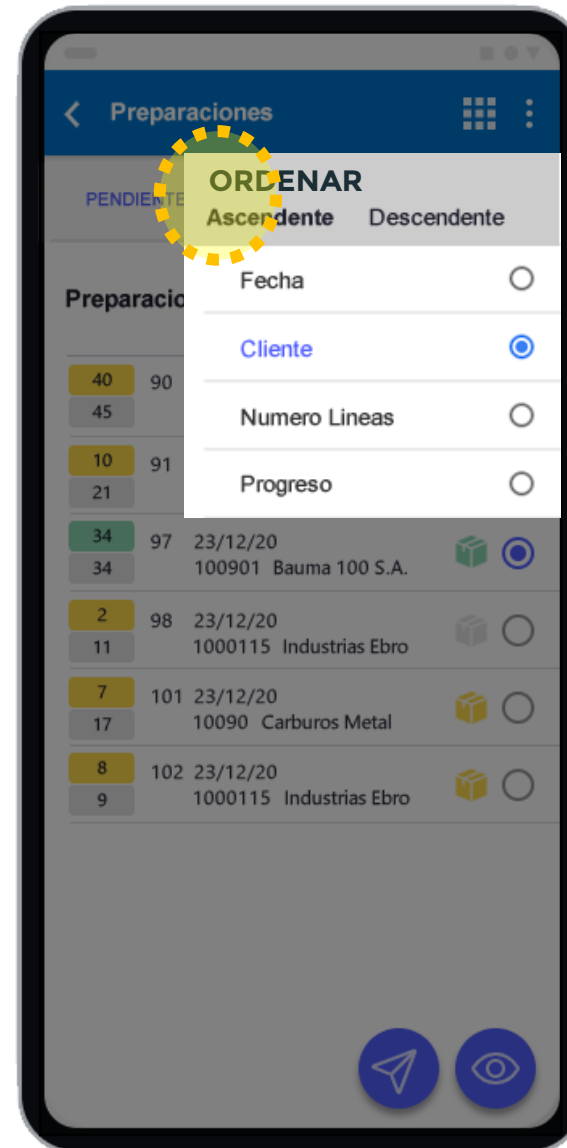 Preparaciones
PENDIENTE
ORDENAR
Ascendente Descendente
Fecha
Preparacio
Cliente
40 90
45
Numero Lineas
10 91
21
Progreso
34 97 23/12/20
34 100901 Bauma 100 S.A.
2 98 23/12/20
11 1000115 Industrias Ebro
7 101 23/12/20
17 10090 Carburos Metal
8 102 23/12/20
9 1000115 Industrias Ebro